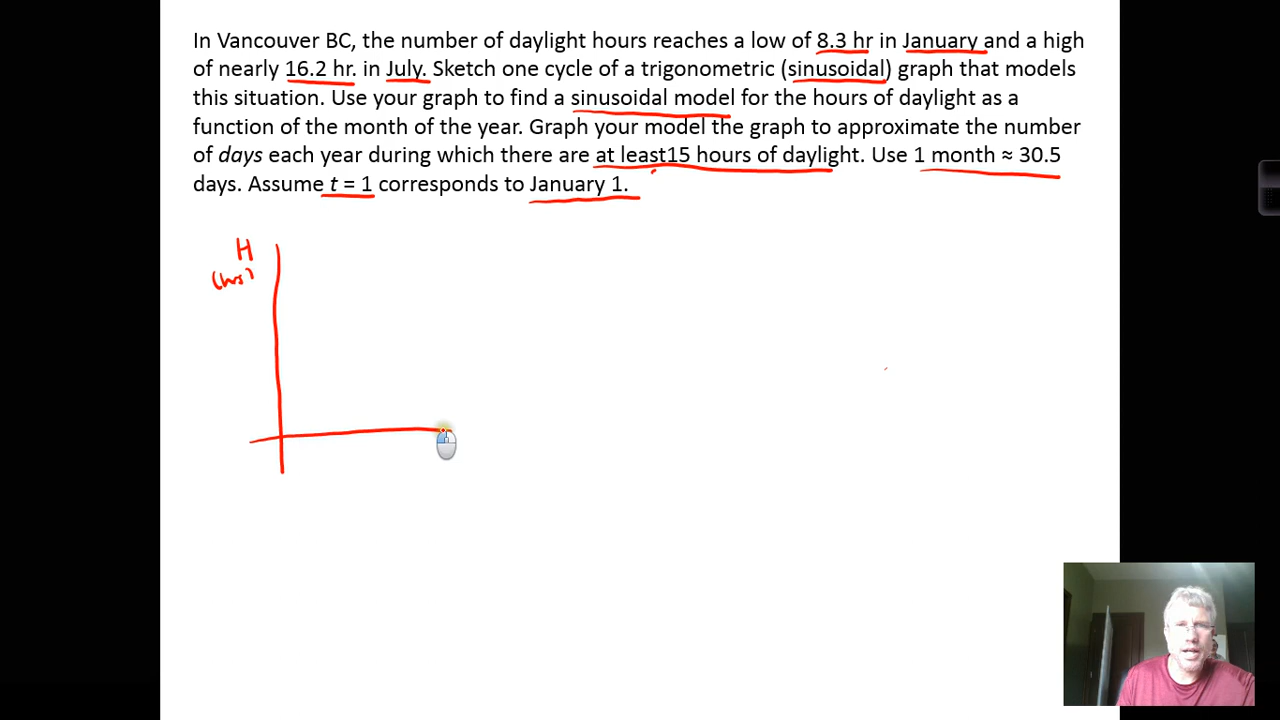 In Vancouver BC, the number of daylight hours reaches a low of 8.3 hr in January and a high
of nearly 16.2 hr. in July. Sketch one cycle of a trigonometric (sinusoidal) graph that models
this situation. Use your graph to find a sinusoidal model for the hours of daylight as a
function of the month of the year. Graph your model the graph to approximate the number
of days each year during which there are at least15 hours of daylight. Use 1 month ≈ 30.5
days. Assume t = 1 corresponds to January 1.
H
(hrs)